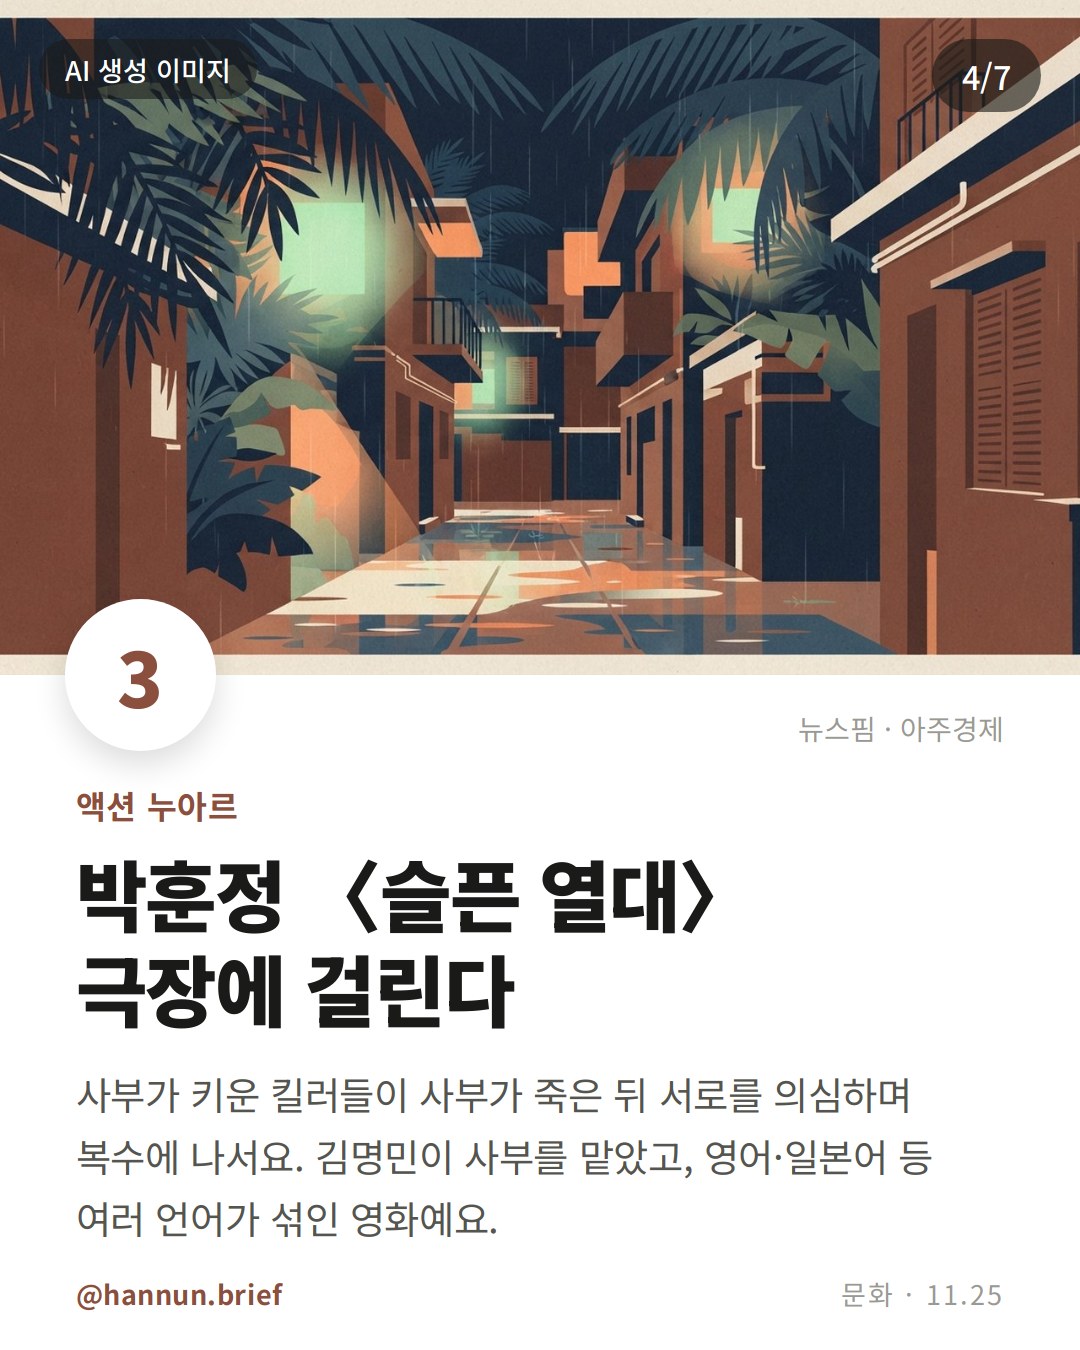 AI 생성 이미지
4/7
3
뉴스핌 · 아주경제
액션 누아르
박훈정 〈슬픈 열대〉
극장에 걸린다
사부가 키운 킬러들이 사부가 죽은 뒤 서로를 의심하며
복수에 나서요. 김명민이 사부를 맡았고, 영어·일본어 등
여러 언어가 섞인 영화예요.
@hannun.brief
문화 · 11.25